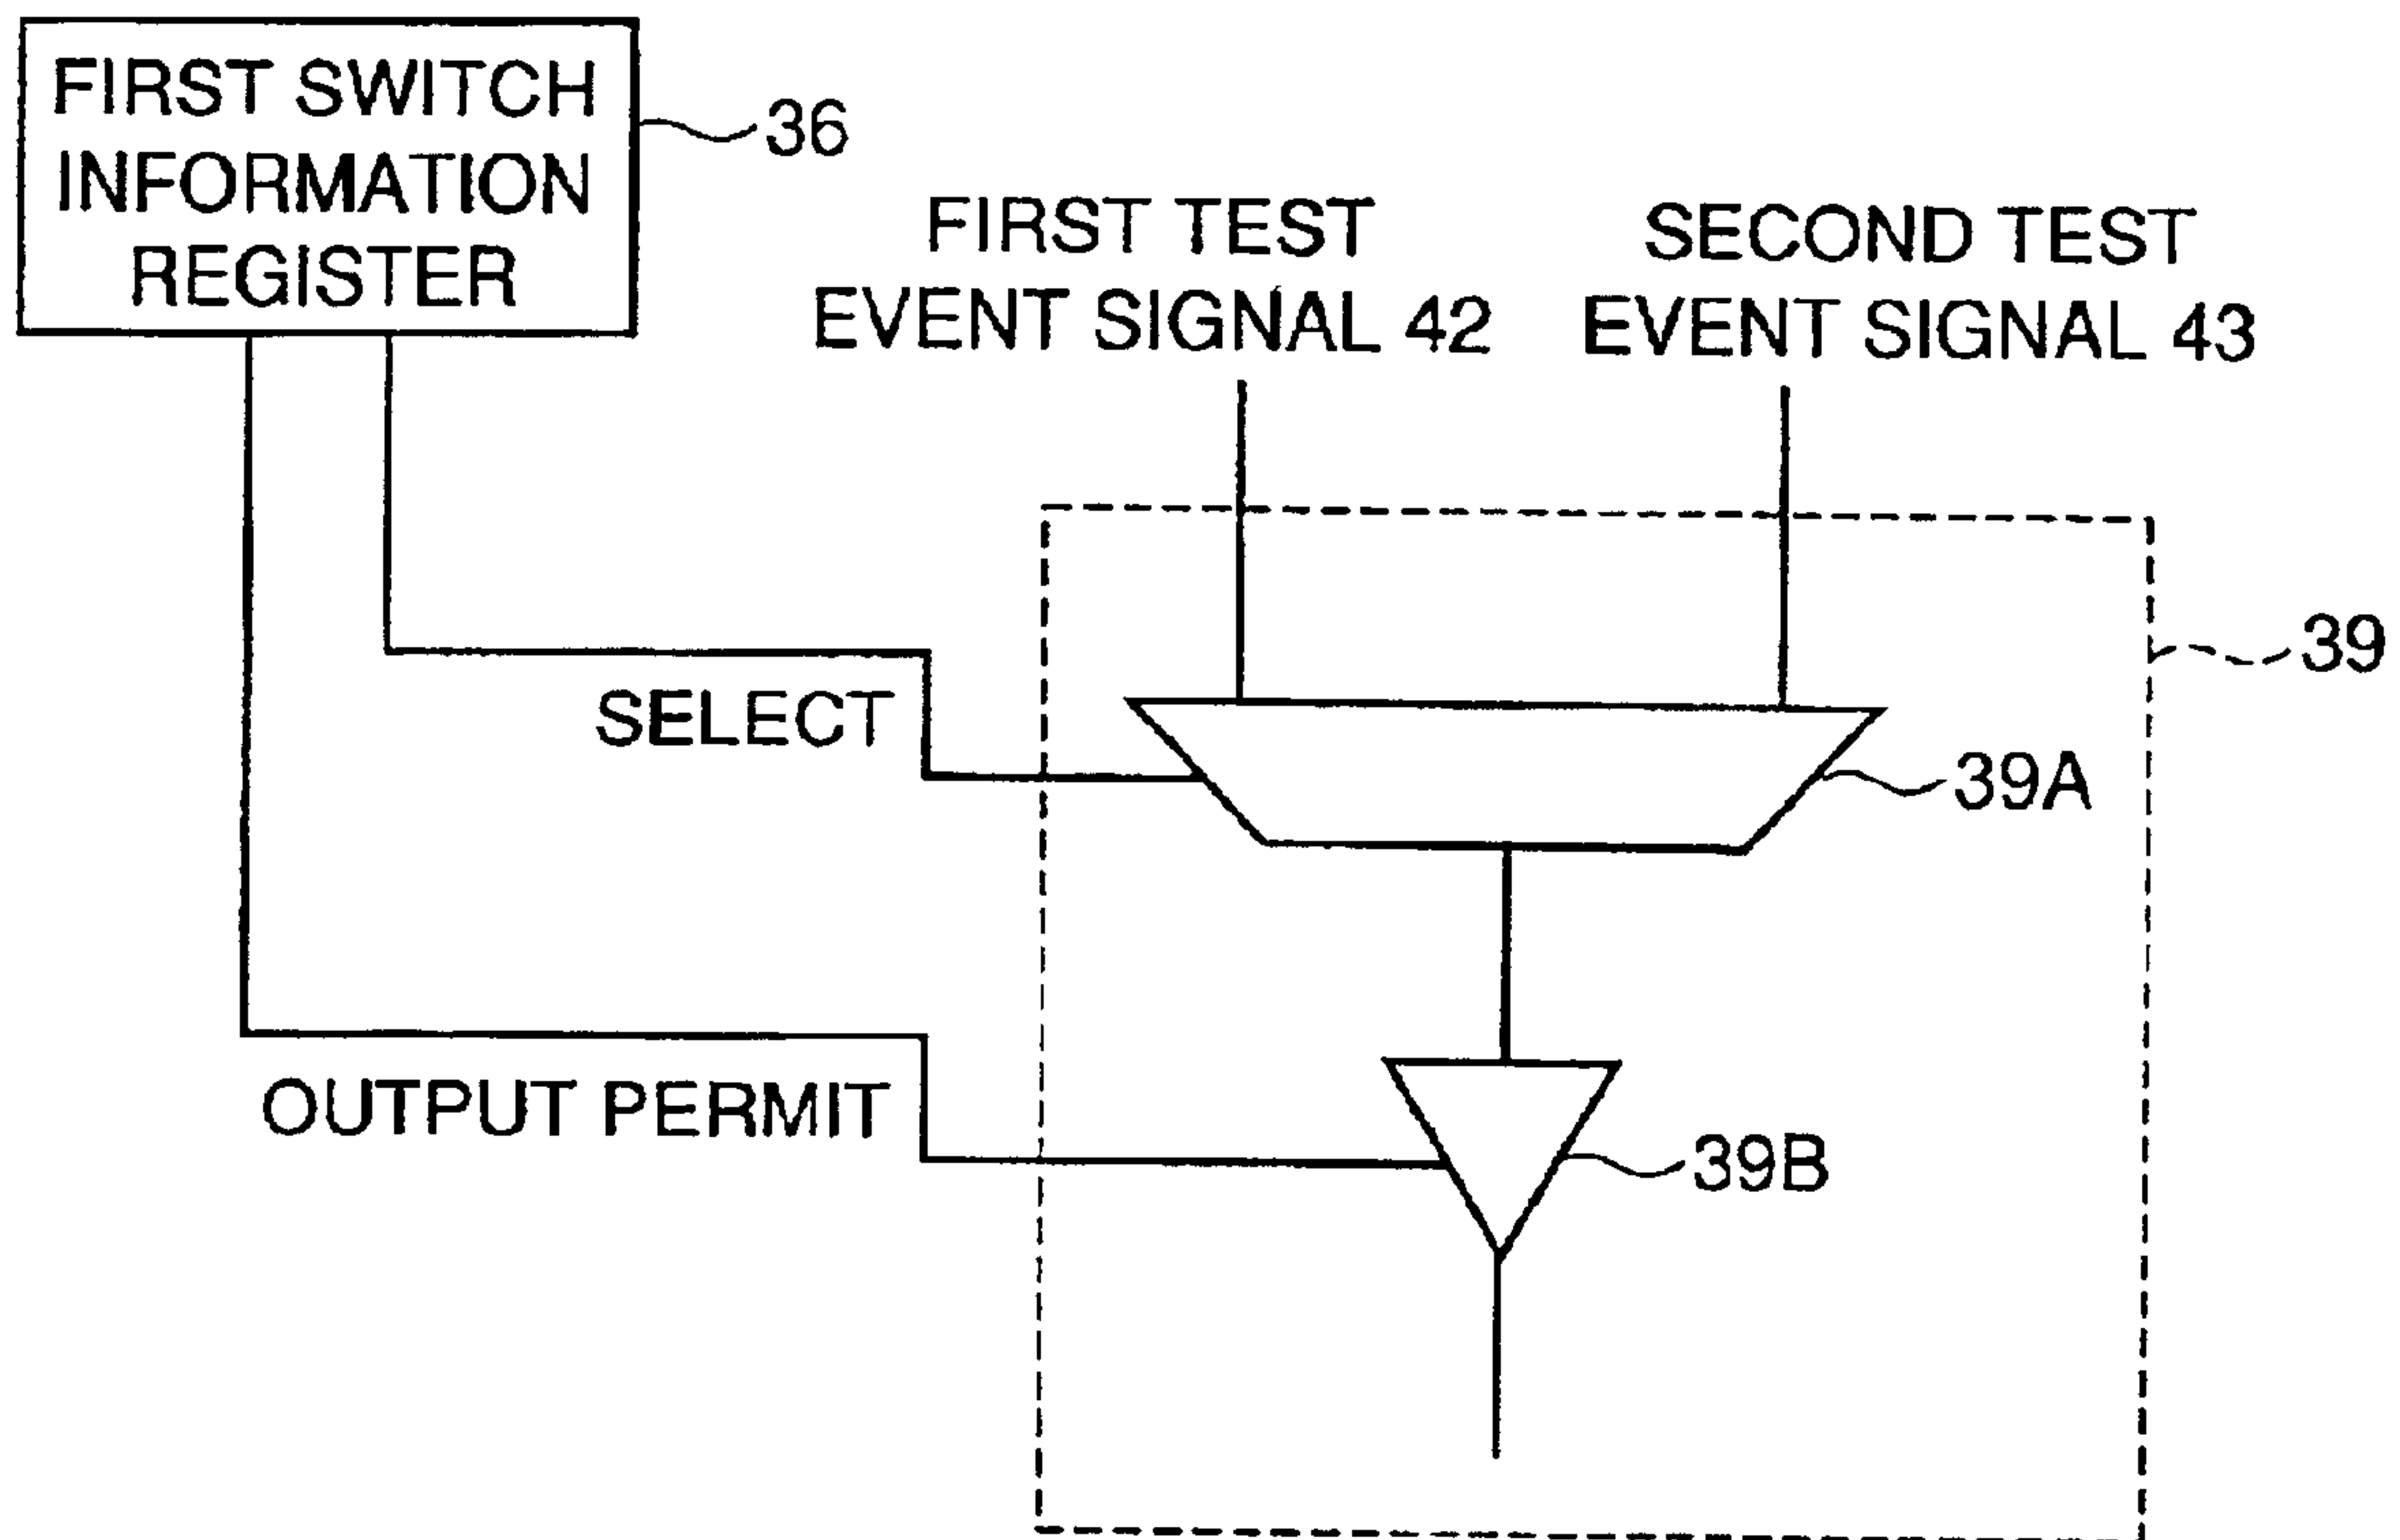 FIRST SWITCH
INFORMATION
REGISTER
36
FIRST TEST
EVENT SIGNAL 42
SECOND TEST
EVENT SIGNAL 43
39
SELECT
39A
OUTPUT PERMIT
39B